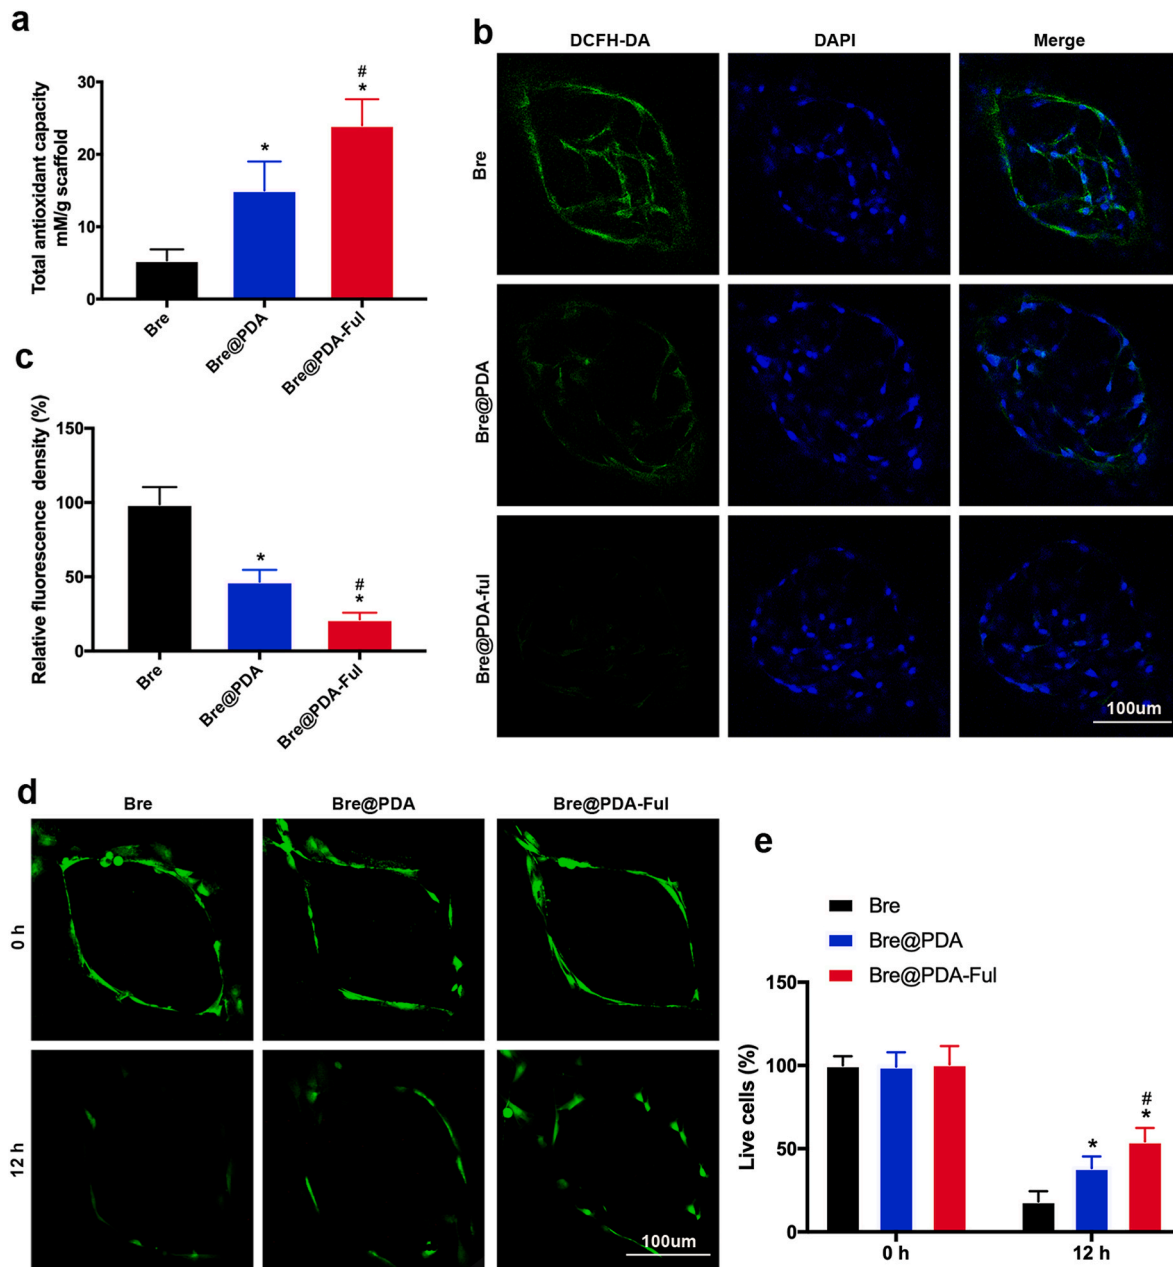 a
Total antioxidant capacity
mM/g scaffold
30
20
10
0
Bre
Bre@PDA
Bre@PDA-Ful
#
*
*
b
DCFH-DA
DAPI
Merge
Bre
Bre@PDA
Bre@PDA-ful
100um
c
Relative fluorescence density (%)
150
100
50
0
Bre
Bre@PDA
Bre@PDA-Ful
*
#
*
d
Bre
Bre@PDA
Bre@PDA-Ful
0 h
12 h
100um
e
Bre
Bre@PDA
Bre@PDA-Ful
Live cells (%)
150
100
50
0
*
#
*
0 h
12 h